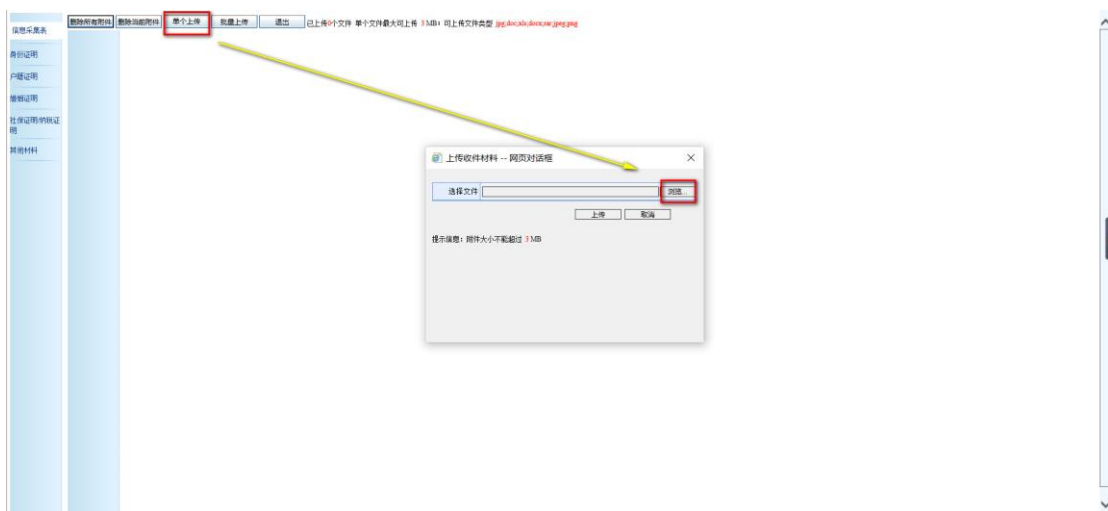 删除所有附件 删除当前附件 单个上传 批量上传 退出 已上传0个文件 单个文件最大可上传 3 MB; 可上传文件类型 jpg;doc;xls;docx;rar;jpeg;png
信息采集表
身份证明
户籍证明
婚姻证明
社保证明/纳税证
明
其他材料
上传收件材料 -- 网页对话框
选择文件 浏览...
上传 取消
提示信息：附件大小不能超过 3 MB